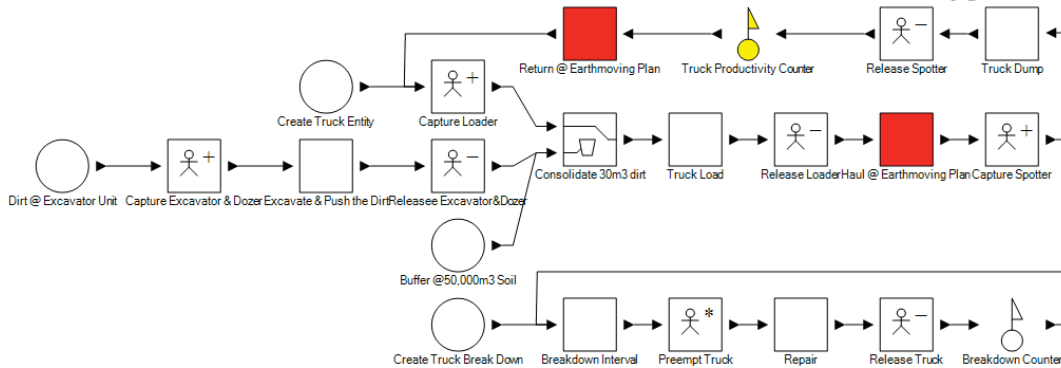 Return @ Earthmoving Plan
Truck Productivity Counter
Release Spotter
Truck Dump
Create Truck Entity
+
Capture Loader
Consolidate 30m3 dirt
Truck Load
−
Release Loader
Haul @ Earthmoving Plan
+
Capture Spotter
Dirt @ Excavator Unit
+
Capture Excavator & Dozer
Excavate & Push the Dirt
−
Releasee Excavator&Dozer
Buffer @50,000m3 Soil
Create Truck Break Down
Breakdown Interval
*
Preempt Truck
Repair
−
Release Truck
Breakdown Counter